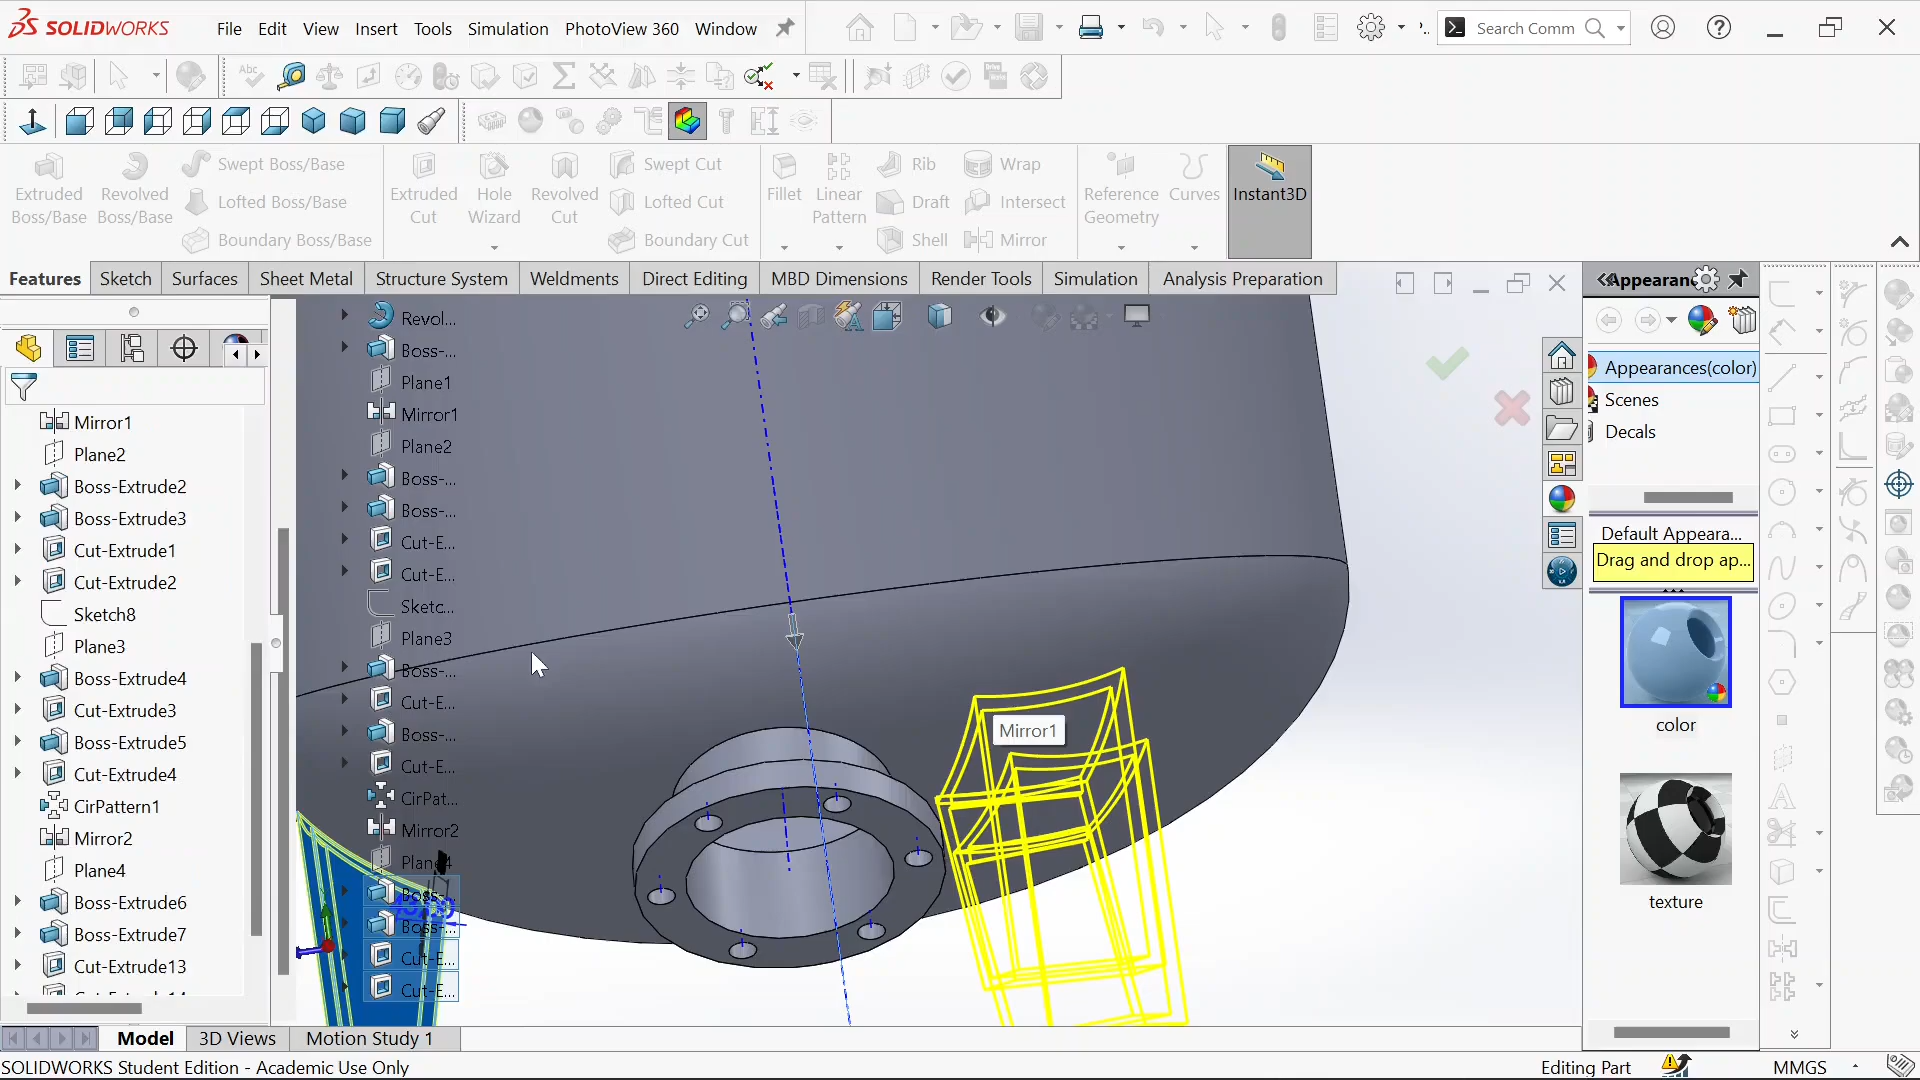 SOLIDWORKS
File Edit View Insert Tools Simulation PhotoView 360 Window
Search Comm
Extruded Boss/Base
Revolved Boss/Base
Swept Boss/Base
Lofted Boss/Base
Boundary Boss/Base
Extruded Cut
Hole Wizard
Revolved Cut
Swept Cut
Lofted Cut
Boundary Cut
Fillet
Linear Pattern
Rib
Draft
Shell
Wrap
Intersect
Mirror
Reference Geometry
Curves
Instant3D
Features Sketch Surfaces Sheet Metal Structure System Weldments Direct Editing MBD Dimensions Render Tools Simulation Analysis Preparation
Mirror1
Plane2
Boss-Extrude2
Boss-Extrude3
Cut-Extrude1
Cut-Extrude2
Sketch8
Plane3
Boss-Extrude4
Cut-Extrude3
Boss-Extrude5
Cut-Extrude4
CirPattern1
Mirror2
Plane4
Boss-Extrude6
Boss-Extrude7
Cut-Extrude13
Revol...
Boss-...
Plane1
Mirror1
Plane2
Boss-...
Boss-...
Cut-E...
Cut-E...
Sketc...
Plane3
Boss-...
Cut-E...
Boss-...
Cut-E...
CirPat...
Mirror2
Plane4
Boss-...
Boss-...
Cut-E...
Cut-E...
Mirror1
Appearan
Appearances(color)
Scenes
Decals
Default Appeara...
Drag and drop ap...
color
texture
Model 3D Views Motion Study 1
SOLIDWORKS Student Edition - Academic Use Only
Editing Part
MMGS